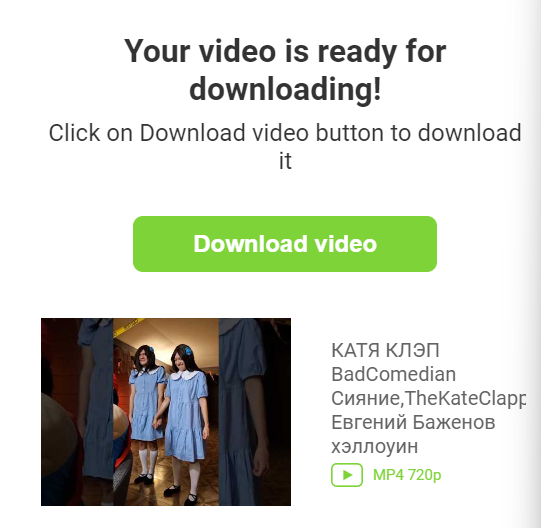 Your video is ready for
downloading!
Click on Download video button to download
it
Download video
КАТЯ КЛЭП
BadComedian
Сияние,TheKateClapp
Евгений Баженов
хэллоуин
MP4 720p